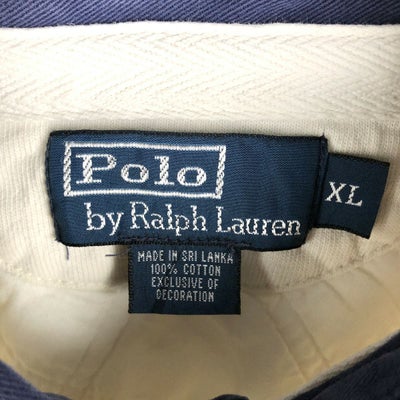 Polo
by Ralph Lauren
XL
MADE IN SRI LANKA
100% COTTON
EXCLUSIVE OF
DECORATION